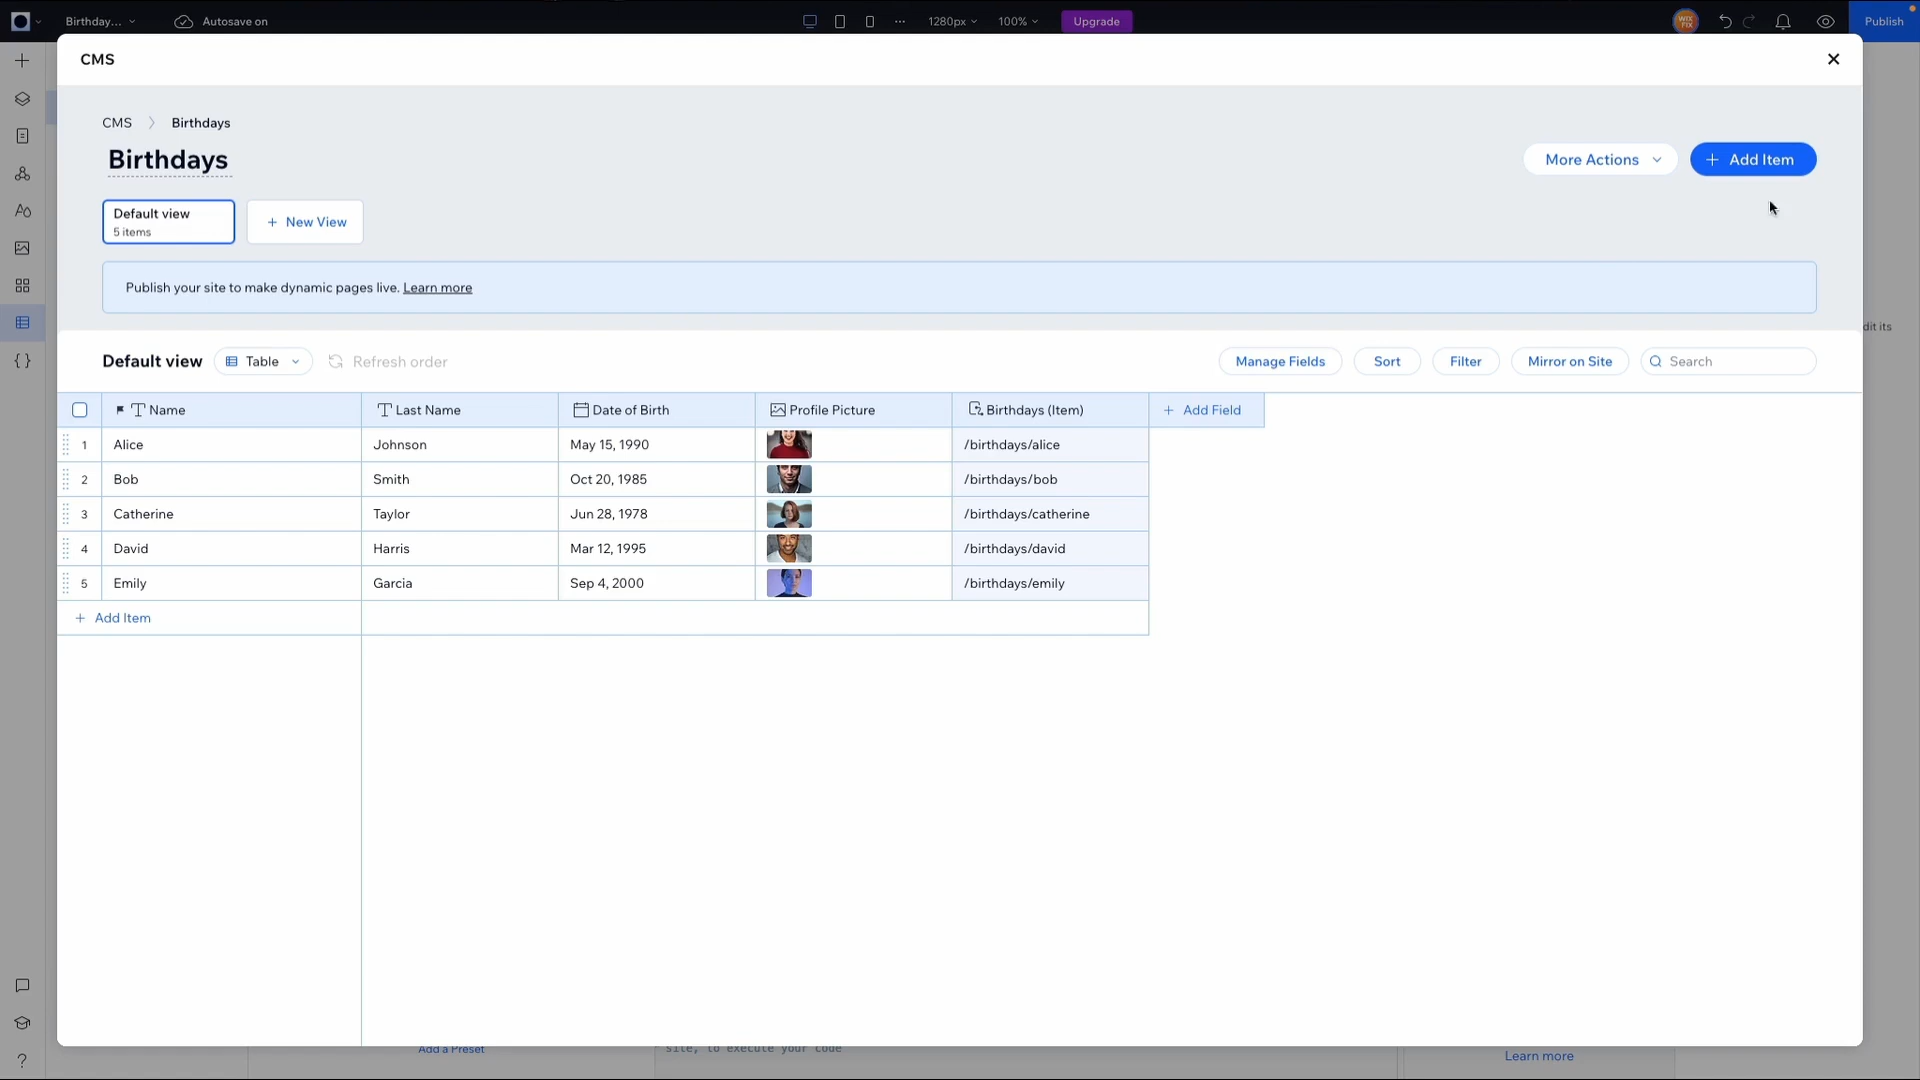 Birthday...
Autosave on
1280px
100%
Upgrade
WIX
FIX
Publish
CMS
CMS
Birthdays
Birthdays
More Actions
Add Item
Default view
5 items
New View
Publish your site to make dynamic pages live. Learn more
dit its
Default view
Table
Refresh order
Manage Fields
Sort
Filter
Mirror on Site
Search
Name
Last Name
Date of Birth
Profile Picture
Birthdays (Item)
Add Field
1
Alice
Johnson
May 15, 1990
/birthdays/alice
2
Bob
Smith
Oct 20, 1985
/birthdays/bob
3
Catherine
Taylor
Jun 28, 1978
/birthdays/catherine
4
David
Harris
Mar 12, 1995
/birthdays/david
5
Emily
Garcia
Sep 4, 2000
/birthdays/emily
Add Item
Add a Preset
site, to execute your code
Learn more